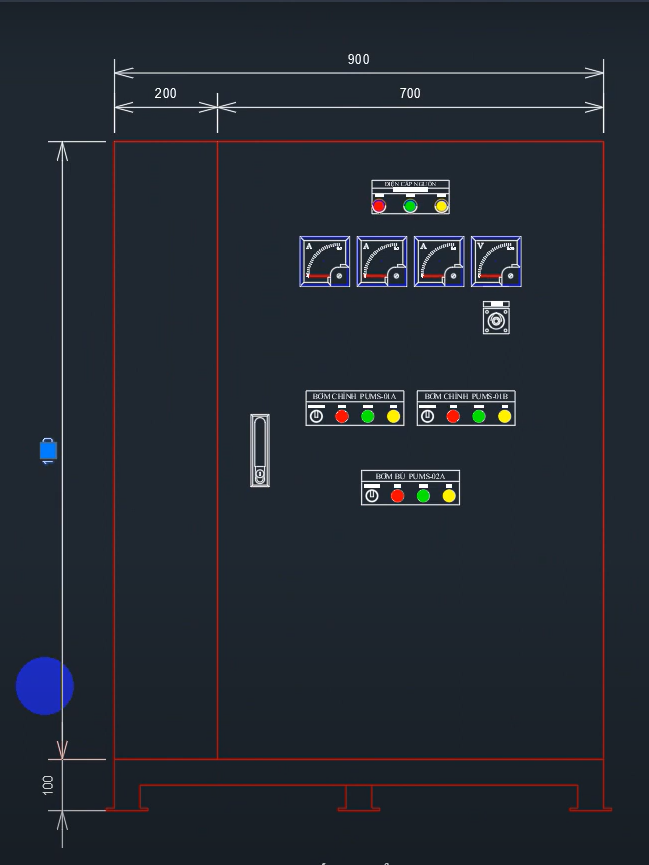 900
200
700
ĐIỆN CẤP NGUỒN
A
A
A
V
BƠM CHÍNH PUMS-01A
BƠM CHÍNH PUMS-01B
BƠM BÙ PUMS-02A
100